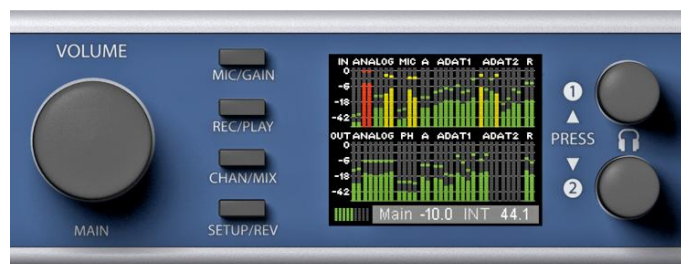 VOLUME
MAIN
MIC/GAIN
REC/PLAY
CHAN/MIX
SETUP/REV
IN ANALOG MIC A ADAT1 ADAT2 R
0
-6
-18
-42
OUT ANALOG PH A ADAT1 ADAT2 R
0
-6
-18
-42
Main -10.0 INT 44.1
1
PRESS
2